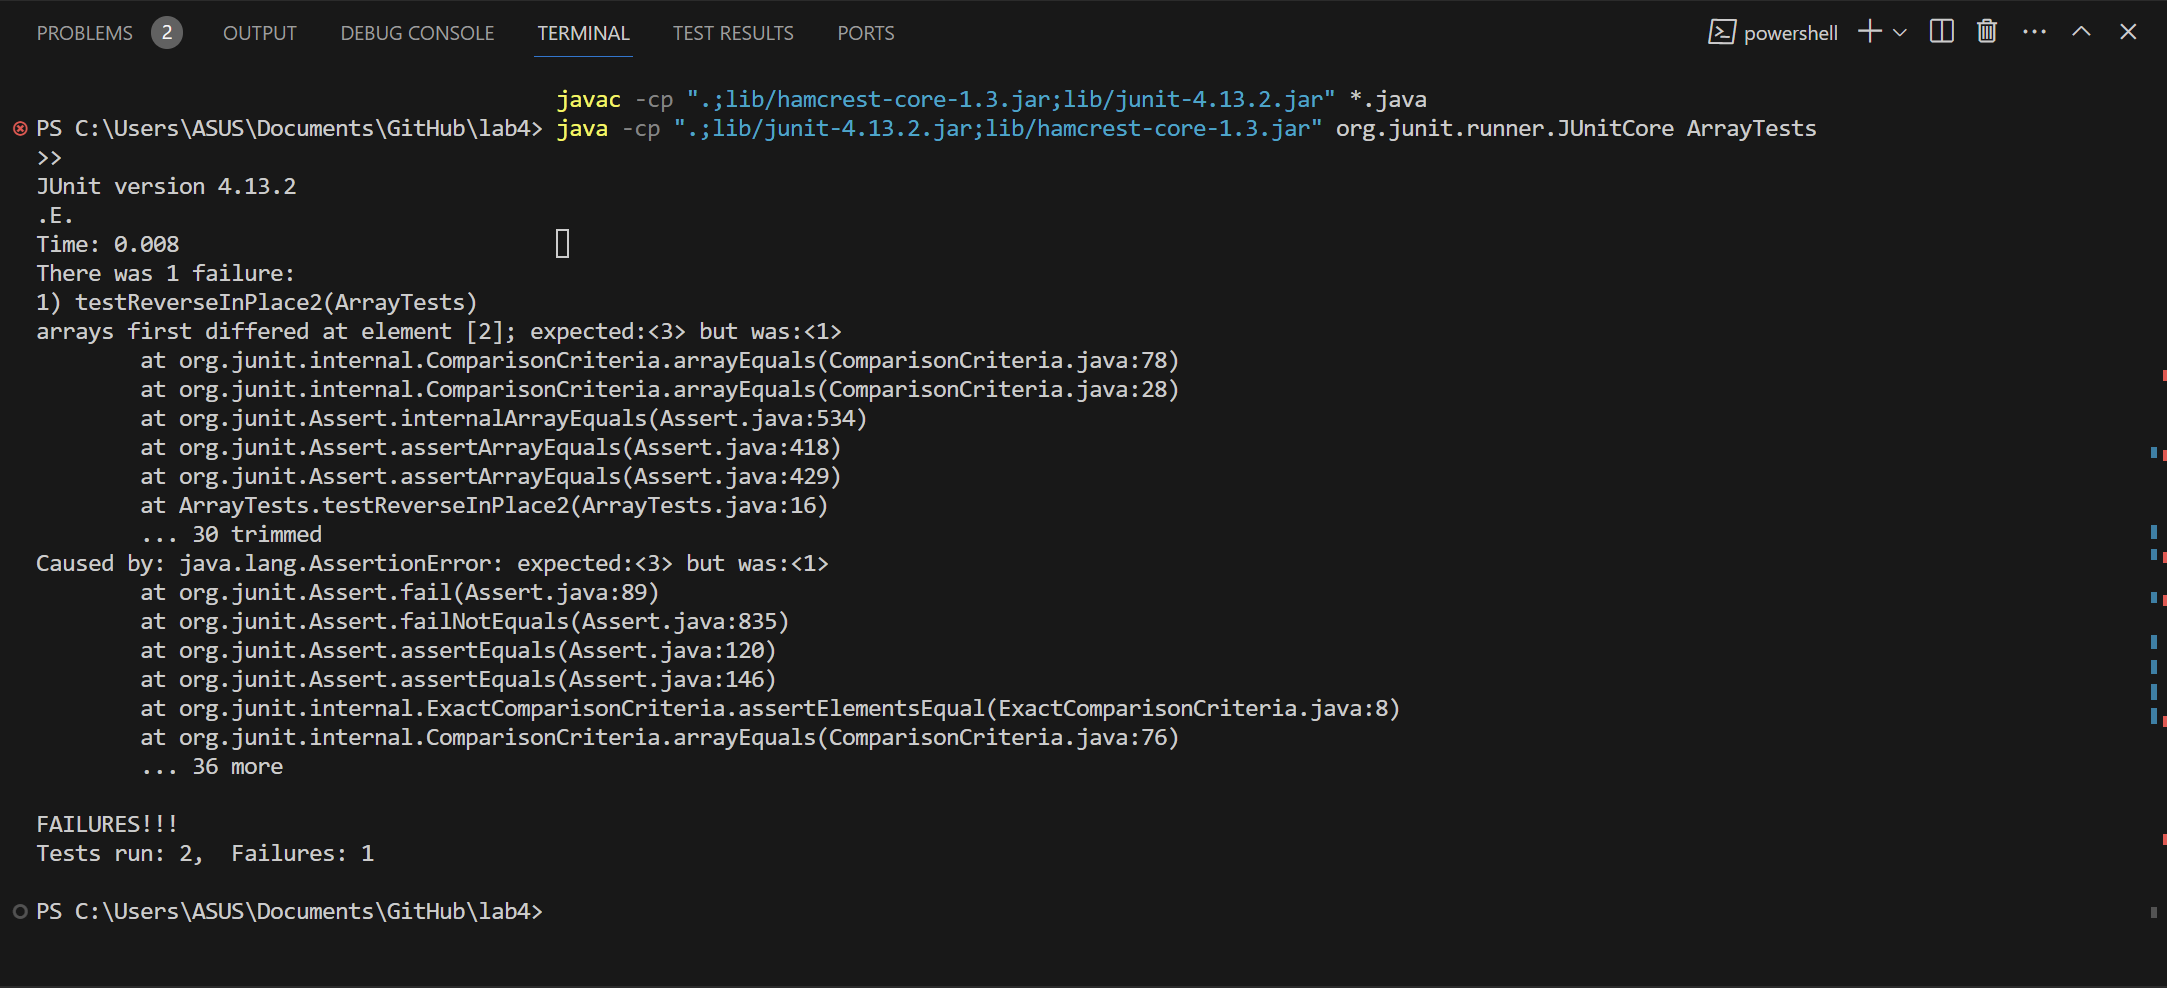 PROBLEMS 2 OUTPUT DEBUG CONSOLE TERMINAL TEST RESULTS PORTS powershell
javac -cp ".;lib/hamcrest-core-1.3.jar;lib/junit-4.13.2.jar" *.java
PS C:\Users\ASUS\Documents\GitHub\lab4> java -cp ".;lib/junit-4.13.2.jar;lib/hamcrest-core-1.3.jar" org.junit.runner.JUnitCore ArrayTests
>>
JUnit version 4.13.2
.E.
Time: 0.008
There was 1 failure:
1) testReverseInPlace2(ArrayTests)
arrays first differed at element [2]; expected:<3> but was:<1>
at org.junit.internal.ComparisonCriteria.arrayEquals(ComparisonCriteria.java:78)
at org.junit.internal.ComparisonCriteria.arrayEquals(ComparisonCriteria.java:28)
at org.junit.Assert.internalArrayEquals(Assert.java:534)
at org.junit.Assert.assertArrayEquals(Assert.java:418)
at org.junit.Assert.assertArrayEquals(Assert.java:429)
at ArrayTests.testReverseInPlace2(ArrayTests.java:16)
... 30 trimmed
Caused by: java.lang.AssertionError: expected:<3> but was:<1>
at org.junit.Assert.fail(Assert.java:89)
at org.junit.Assert.failNotEquals(Assert.java:835)
at org.junit.Assert.assertEquals(Assert.java:120)
at org.junit.Assert.assertEquals(Assert.java:146)
at org.junit.internal.ExactComparisonCriteria.assertElementsEqual(ExactComparisonCriteria.java:8)
at org.junit.internal.ComparisonCriteria.arrayEquals(ComparisonCriteria.java:76)
... 36 more
FAILURES!!!
Tests run: 2,  Failures: 1
PS C:\Users\ASUS\Documents\GitHub\lab4>